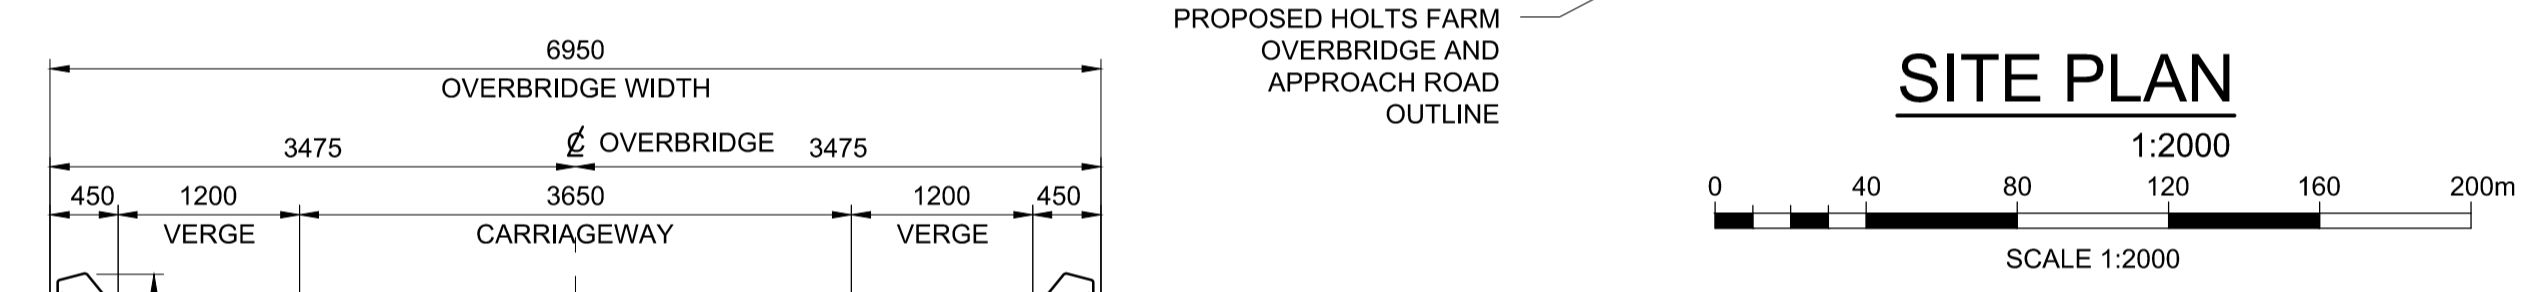 6950
OVERBRIDGE WIDTH
3475
℄ OVERBRIDGE
3475
450
1200
3650
1200
450
VERGE
CARRIAGEWAY
VERGE
PROPOSED HOLTS FARM
OVERBRIDGE AND
APPROACH ROAD
OUTLINE
SITE PLAN
1:2000
0 40 80 120 160 200m
SCALE 1:2000